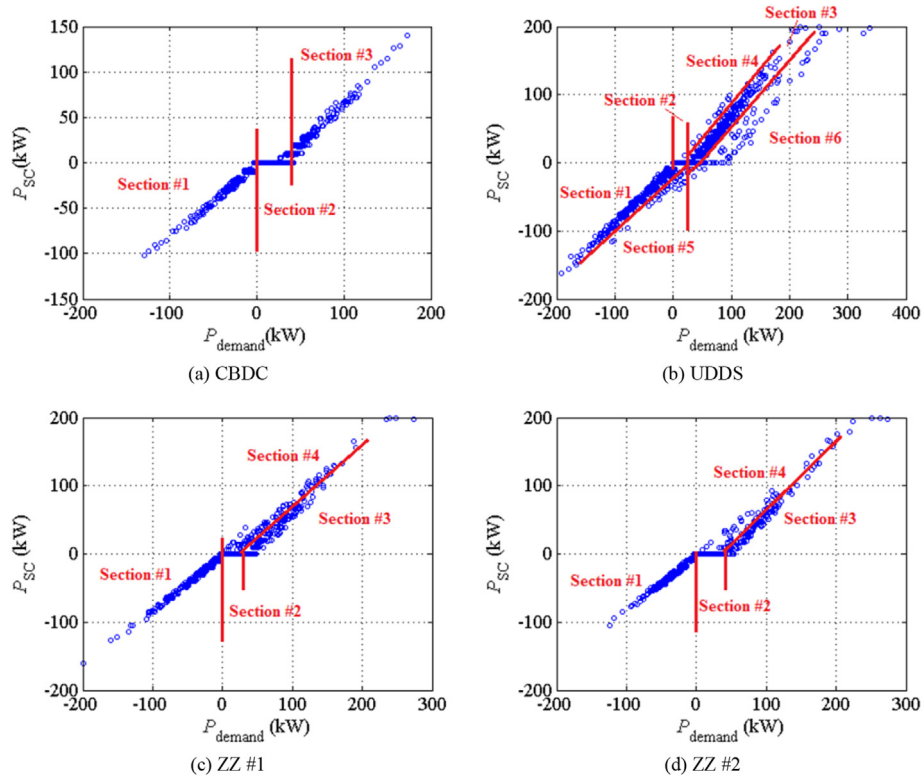 150
100
50
0
-50
-100
150
-200
-100
0
100
200
P_SC (kW)
P_demand(kW)
Section #1
Section #2
Section #3
(a) CBDC
200
100
0
-100
-200
-200
-100
0
100
200
300
400
P_SC (kW)
P_demand (kW)
Section #1
Section #2
Section #3
Section #4
Section #5
Section #6
(b) UDDS
200
100
0
-100
-200
-200
-100
0
100
200
300
P_SC (kW)
P_demand (kW)
Section #1
Section #2
Section #3
Section #4
(c) ZZ #1
200
100
0
-100
-200
-200
-100
0
100
200
300
P_SC (kW)
P_demand (kW)
Section #1
Section #2
Section #3
Section #4
(d) ZZ #2